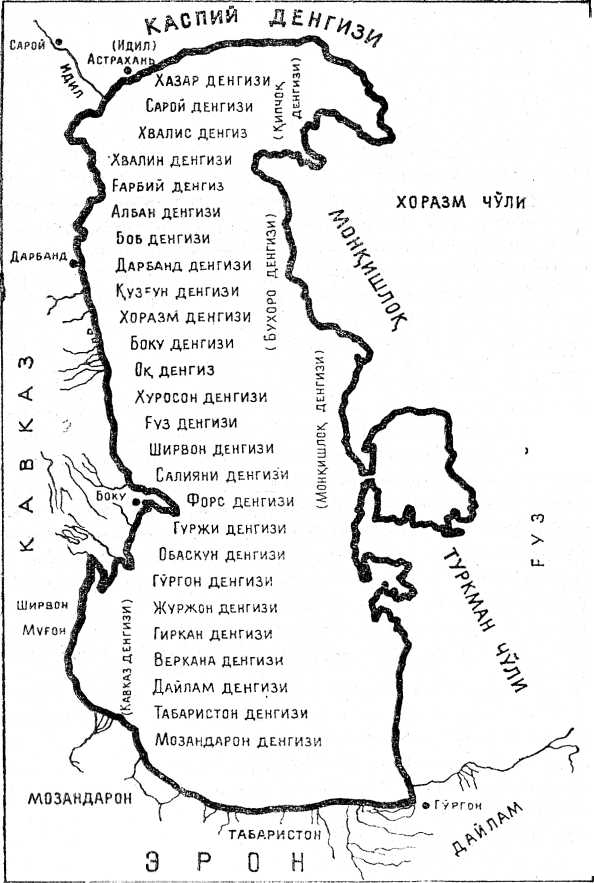 КАСПИЙ ДЕНГИЗИ
САРОЙ
(ИДИЛ)
АСТРАХАНЬ
ИДИЛ
ХАЗАР ДЕНГИЗИ
САРОЙ ДЕНГИЗИ
(ҚИПЧОҚ ДЕНГИЗИ)
ХВАЛИС ДЕНГИЗ
ХВАЛИН ДЕНГИЗИ
ҒАРБИЙ ДЕНГИЗ
ХОРАЗМ ЧЎЛИ
АЛБАН ДЕНГИЗИ
МОНҚИШЛОҚ
БОБ ДЕНГИЗИ
ДАРБАНД
ДАРБАНД ДЕНГИЗИ
(БУХОРО ДЕНГИЗИ)
ҚУЗҒУН ДЕНГИЗИ
ХОРАЗМ ДЕНГИЗИ
БОКУ ДЕНГИЗИ
ОҚ ДЕНГИЗ
КАВКАЗ
ХУРОСОН ДЕНГИЗИ
(МОНҚИШЛОҚ ДЕНГИЗИ)
ҒУЗ ДЕНГИЗИ
ШИРВОН ДЕНГИЗИ
САЛИЯНИ ДЕНГИЗИ
БОКУ
ФОРС ДЕНГИЗИ
ҒУЗ
ГУРЖИ ДЕНГИЗИ
ОБАСКУН ДЕНГИЗИ
ТУРКМАН ЧЎЛИ
ГЎРГОН ДЕНГИЗИ
ШИРВОН
ЖУРЖОН ДЕНГИЗИ
МУҒОН
ГИРКАН ДЕНГИЗИ
(КАВКАЗ ДЕНГИЗИ)
ВЕРКАНА ДЕНГИЗИ
ДАЙЛАМ ДЕНГИЗИ
ТАБАРИСТОН ДЕНГИЗИ
МОЗАНДАРОН ДЕНГИЗИ
МОЗАНДАРОН
ГЎРГОН
ТАБАРИСТОН
ДАЙЛАМ
ЭРОН